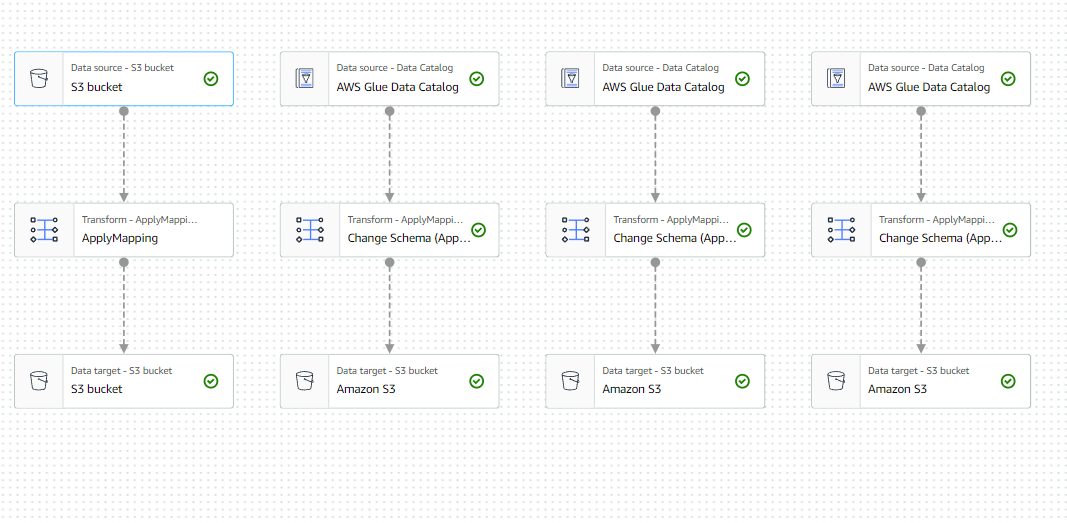 Data source - S3 bucket
S3 bucket
Data source - Data Catalog
AWS Glue Data Catalog
Data source - Data Catalog
AWS Glue Data Catalog
Data source - Data Catalog
AWS Glue Data Catalog
Transform - ApplyMappi...
ApplyMapping
Transform - ApplyMappi...
Change Schema (App...
Transform - ApplyMappi...
Change Schema (App...
Transform - ApplyMappi...
Change Schema (App...
Data target - S3 bucket
S3 bucket
Data target - S3 bucket
Amazon S3
Data target - S3 bucket
Amazon S3
Data target - S3 bucket
Amazon S3